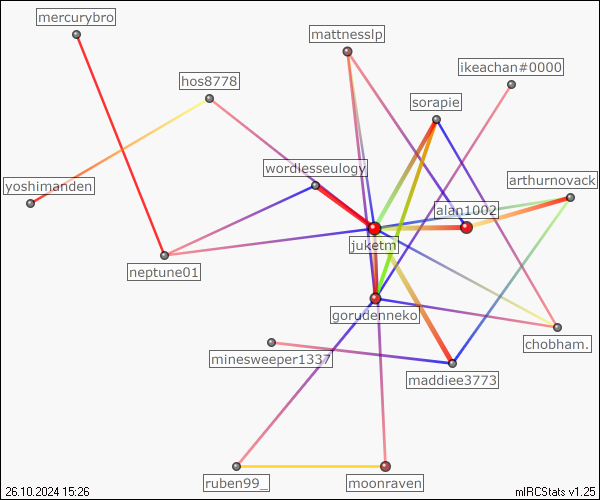 mercurybro
mattnesslp
ikeachan#0000
hos8778
sorapie
wordlesseulogy
yoshimanden
arthurnovack
alan1002
juketm
neptune01
gorudenneko
chobham.
minesweeper1337
maddiee3773
ruben99_
moonraven
26.10.2024 15:26
mIRCStats v1.25